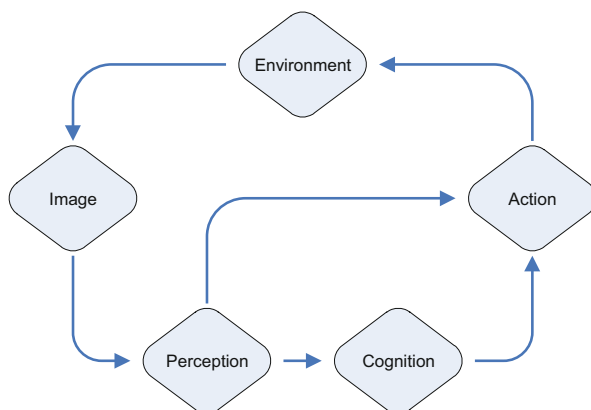 Environment
Image
Action
Perception
Cognition